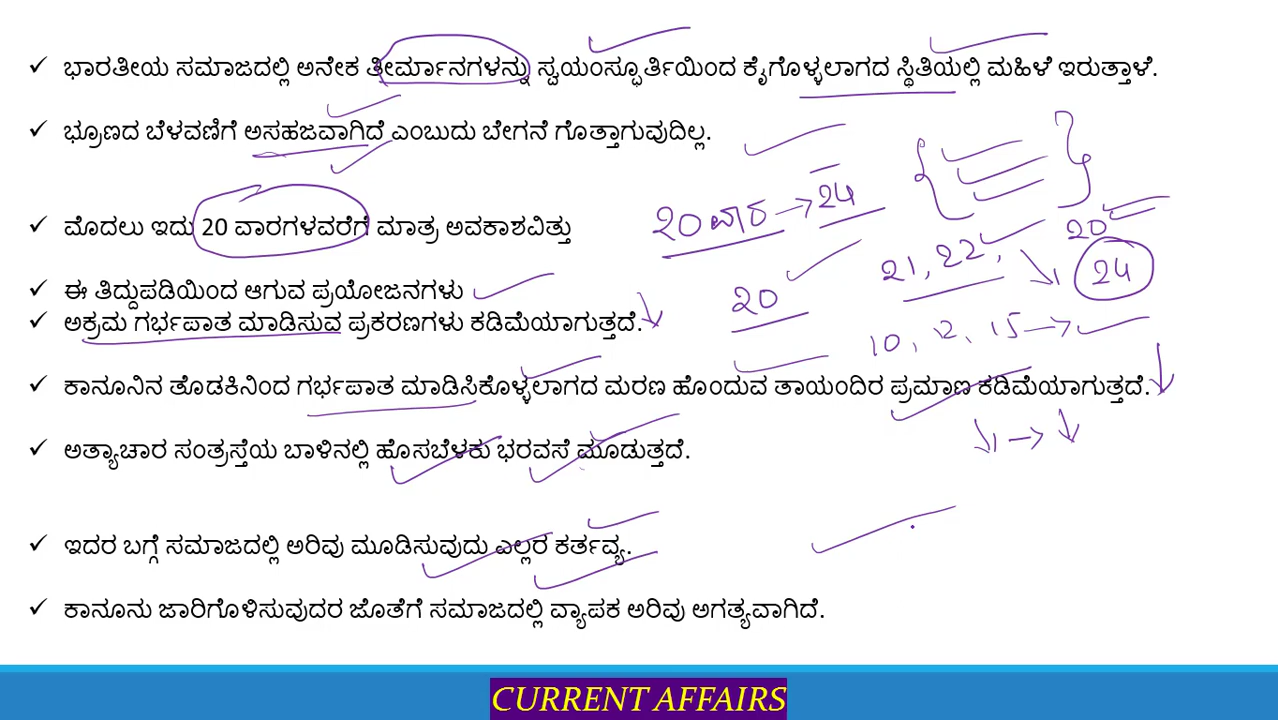 ✓ ಭಾರತೀಯ ಸಮಾಜದಲ್ಲಿ ಅನೇಕ ತೀರ್ಮಾನಗಳನ್ನು ಸ್ವಯಂಸ್ಫೂರ್ತಿಯಿಂದ ಕೈಗೊಳ್ಳಲಾಗದ ಸ್ಥಿತಿಯಲ್ಲಿ ಮಹಿಳೆ ಇರುತ್ತಾಳೆ.
✓ ಭ್ರೂಣದ ಬೆಳವಣಿಗೆ ಅಸಹಜವಾಗಿದೆ ಎಂಬುದು ಬೇಗನೆ ಗೊತ್ತಾಗುವುದಿಲ್ಲ.
20 ವಾರ → 24
✓ ಮೊದಲು ಇದು 20 ವಾರಗಳವರೆಗೆ ಮಾತ್ರ ಅವಕಾಶವಿತ್ತು
20
21, 22, 24
✓ ಈ ತಿದ್ದುಪಡಿಯಿಂದ ಆಗುವ ಪ್ರಯೋಜನಗಳು
20
✓ ಅಕ್ರಮ ಗರ್ಭಪಾತ ಮಾಡಿಸುವ ಪ್ರಕರಣಗಳು ಕಡಿಮೆಯಾಗುತ್ತದೆ.
10, 12, 15 →
✓ ಕಾನೂನಿನ ತೊಡಕಿನಿಂದ ಗರ್ಭಪಾತ ಮಾಡಿಸಿಕೊಳ್ಳಲಾಗದ ಮರಣ ಹೊಂದುವ ತಾಯಂದಿರ ಪ್ರಮಾಣ ಕಡಿಮೆಯಾಗುತ್ತದೆ.
✓ ಅತ್ಯಾಚಾರ ಸಂತ್ರಸ್ತೆಯ ಬಾಳಿನಲ್ಲಿ ಹೊಸಬೆಳಕು ಭರವಸೆ ಮೂಡುತ್ತದೆ.
✓ ಇದರ ಬಗ್ಗೆ ಸಮಾಜದಲ್ಲಿ ಅರಿವು ಮೂಡಿಸುವುದು ಎಲ್ಲರ ಕರ್ತವ್ಯ.
✓ ಕಾನೂನು ಜಾರಿಗೊಳಿಸುವುದರ ಜೊತೆಗೆ ಸಮಾಜದಲ್ಲಿ ವ್ಯಾಪಕ ಅರಿವು ಅಗತ್ಯವಾಗಿದೆ.
CURRENT AFFAIRS